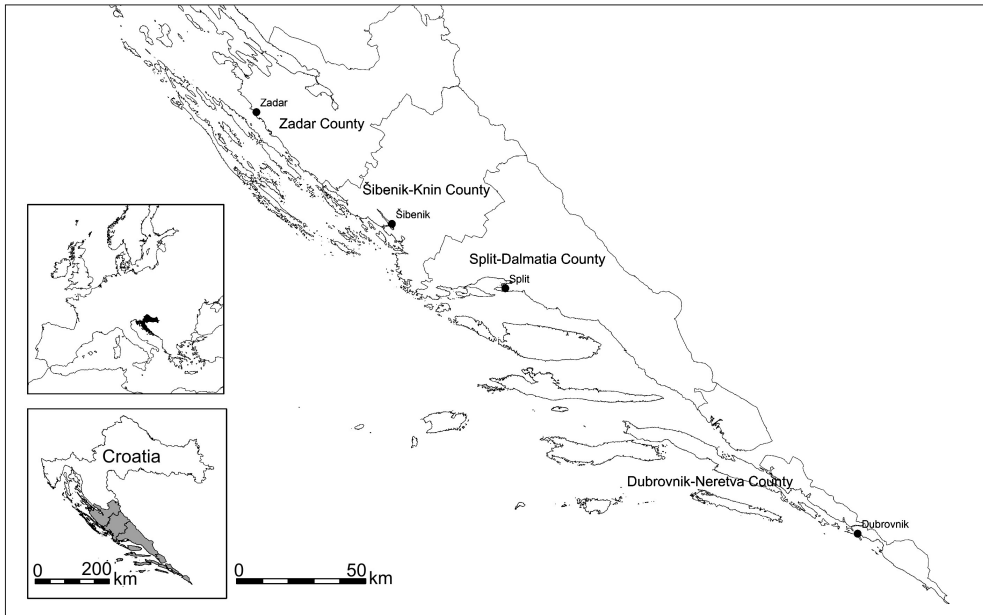 Zadar
Zadar County
Šibenik-Knin County
Šibenik
Split-Dalmatia County
Split
Dubrovnik-Neretva County
Dubrovnik
Croatia
0 200
km
0 50
km